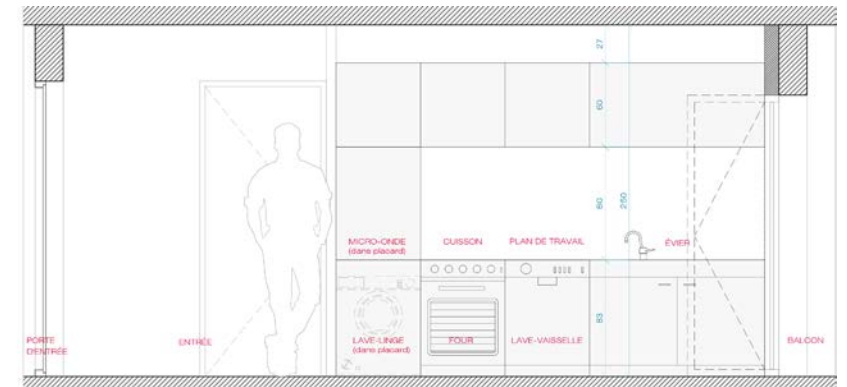 27
60
80
250
MICRO-ONDE
(dans placard)
CUISSON
PLAN DE TRAVAIL
ÉVIER
83
PORTE
D'ENTRÉE
ENTRÉE
LAVE-LINGE
(dans placard)
FOUR
LAVE-VAISSELLE
BALCON